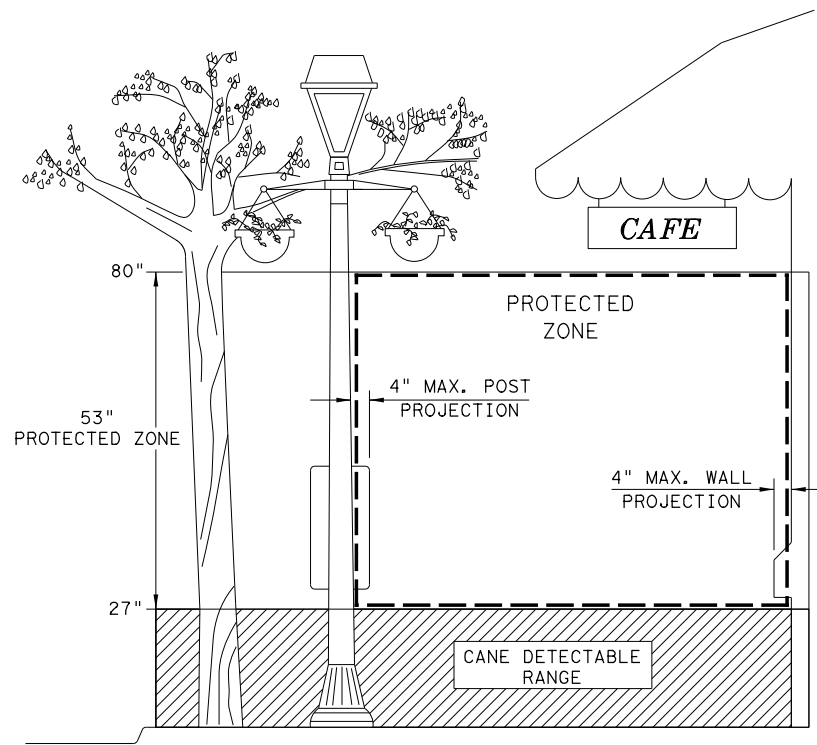 CAFE
80"
PROTECTED
ZONE
4" MAX. POST
PROJECTION
53"
PROTECTED ZONE
4" MAX. WALL
PROJECTION
27"
CANE DETECTABLE
RANGE